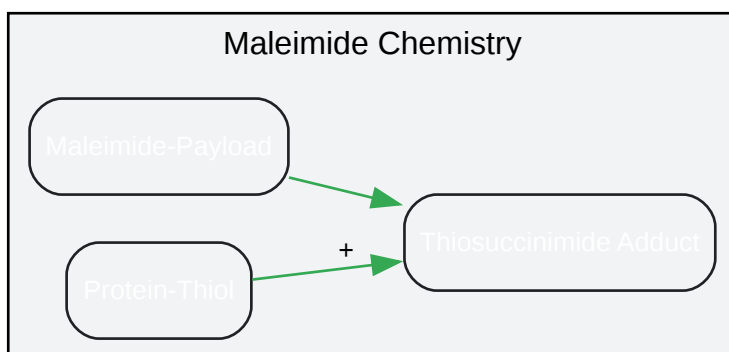 Maleimide Chemistry
Maleimide-Payload
+
Thiosuccinimide Adduct
Protein-Thiol